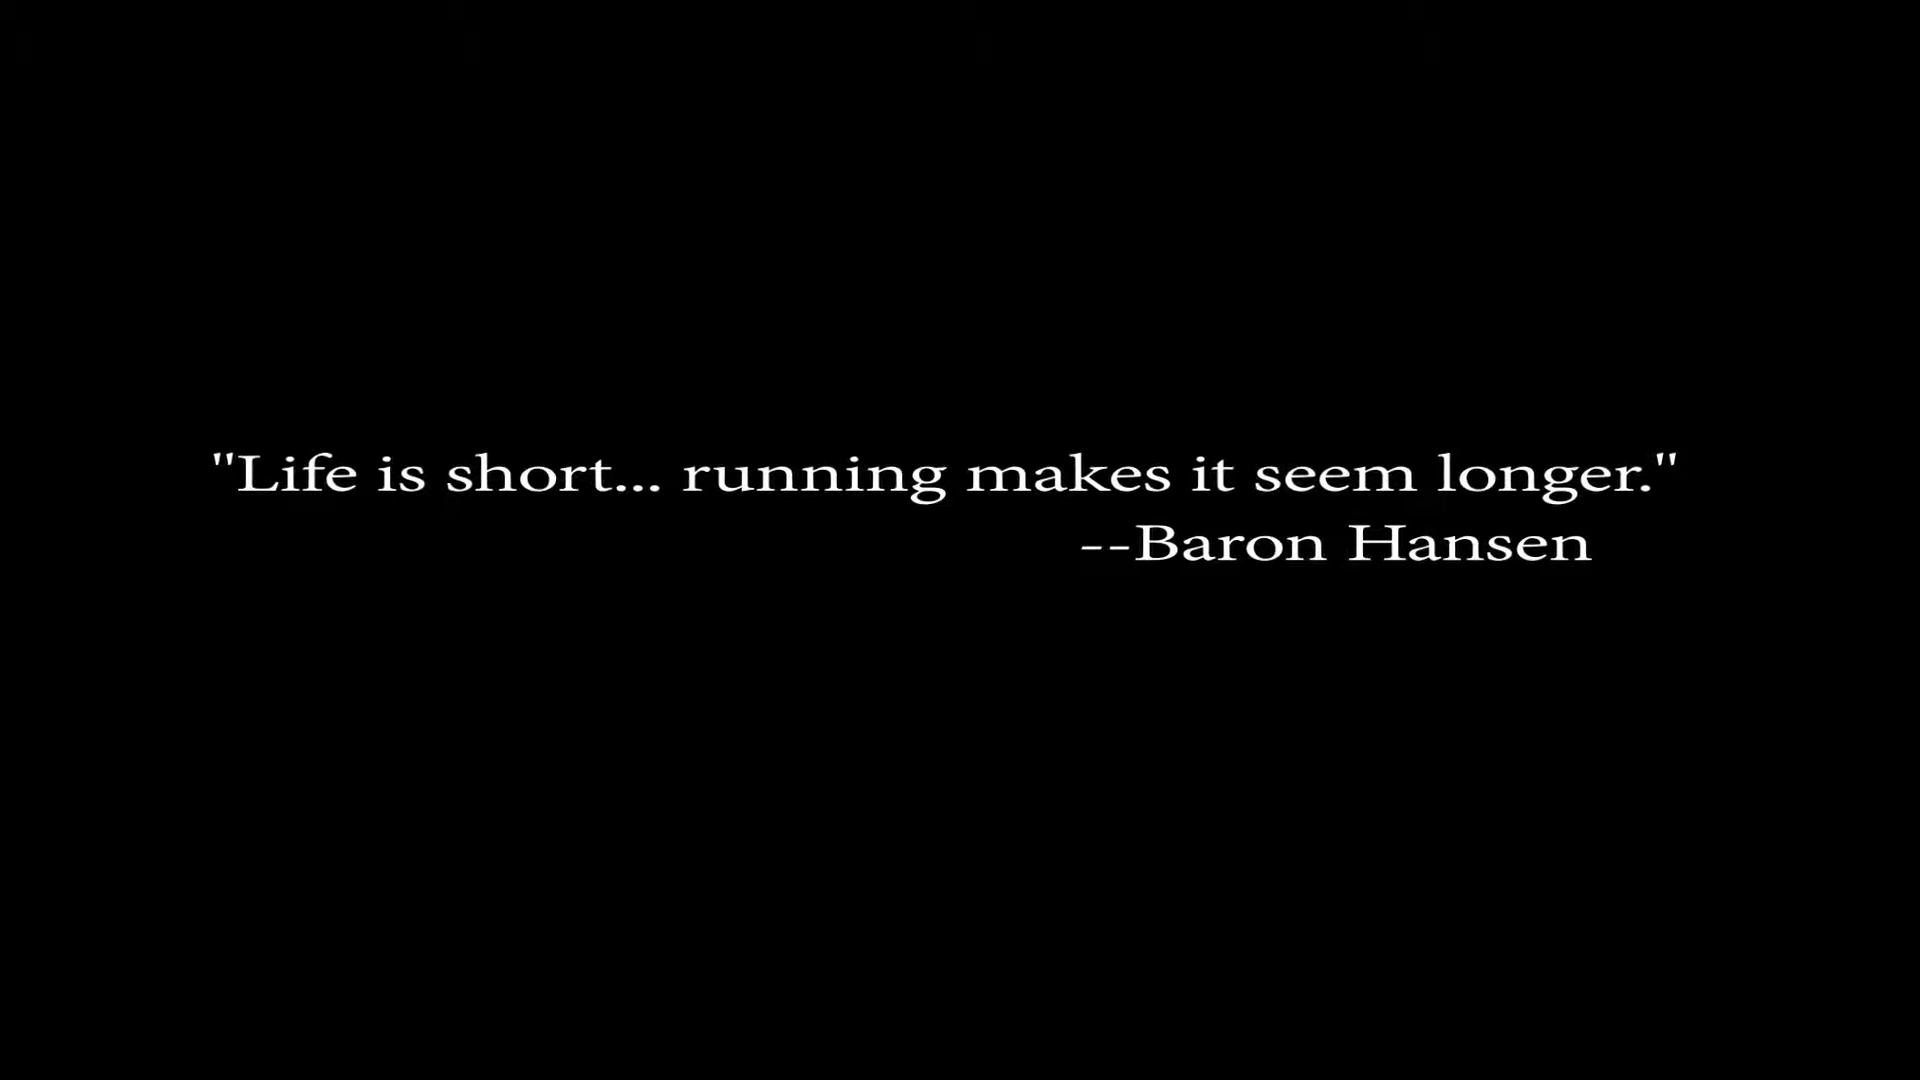 "Life is short... running makes it seem longer."
--Baron Hansen